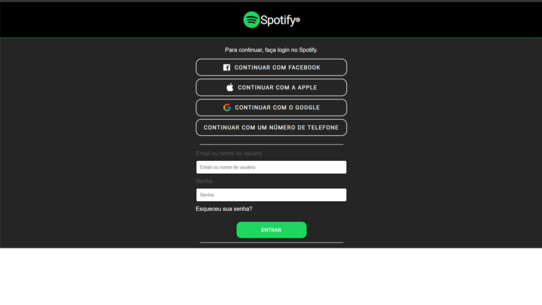 Spotify®
Para continuar, faça login no Spotify.
CONTINUAR COM FACEBOOK
CONTINUAR COM A APPLE
CONTINUAR COM O GOOGLE
CONTINUAR COM UM NÚMERO DE TELEFONE
Email ou nome de usuário
Email ou nome de usuário
Senha
Senha
Esqueceu sua senha?
ENTRAR